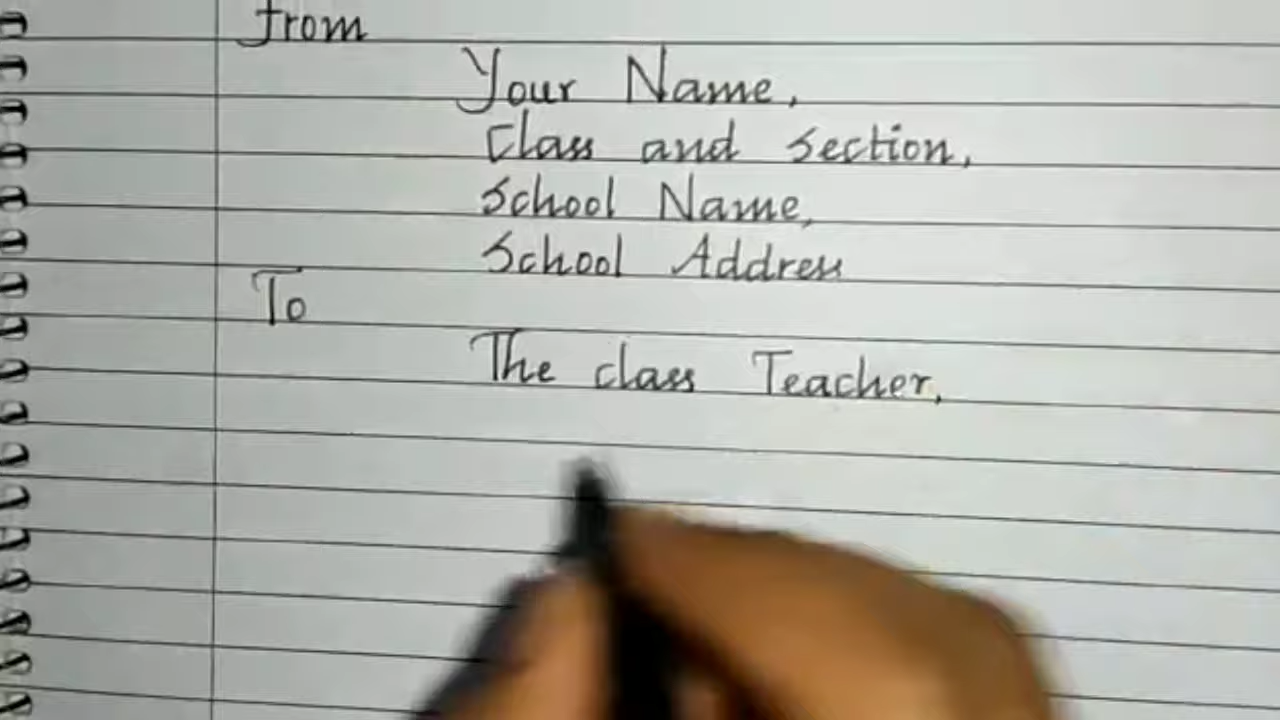 From
Your Name,
Class and section,
School Name,
School Address
To
The class Teacher,